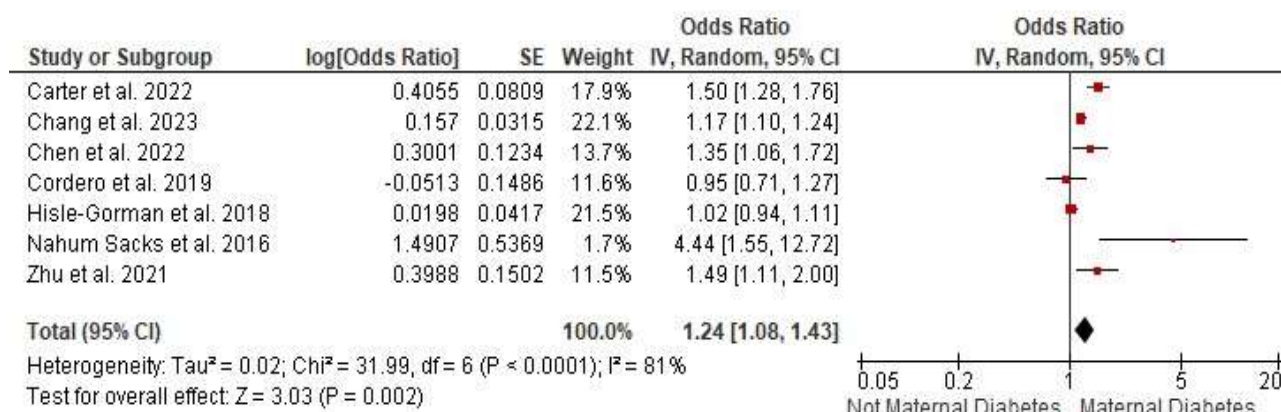 Odds Ratio Odds Ratio
Study or Subgroup log[Odds Ratio] SE Weight IV, Random, 95% CI IV, Random, 95% CI
Carter et al. 2022 0.4055 0.0809 17.9% 1.50 [1.28, 1.76]
Chang et al. 2023 0.157 0.0315 22.1% 1.17 [1.10, 1.24]
Chen et al. 2022 0.3001 0.1234 13.7% 1.35 [1.06, 1.72]
Cordero et al. 2019 -0.0513 0.1486 11.6% 0.95 [0.71, 1.27]
Hisle-Gorman et al. 2018 0.0198 0.0417 21.5% 1.02 [0.94, 1.11]
Nahum Sacks et al. 2016 1.4907 0.5369 1.7% 4.44 [1.55, 12.72]
Zhu et al. 2021 0.3988 0.1502 11.5% 1.49 [1.11, 2.00]
Total (95% CI) 100.0% 1.24 [1.08, 1.43]
Heterogeneity: Tau² = 0.02; Chi² = 31.99, df = 6 (P < 0.0001); I² = 81%
Test for overall effect: Z = 3.03 (P = 0.002)
0.05 0.2 1 5 20
Not Maternal Diabetes Maternal Diabetes